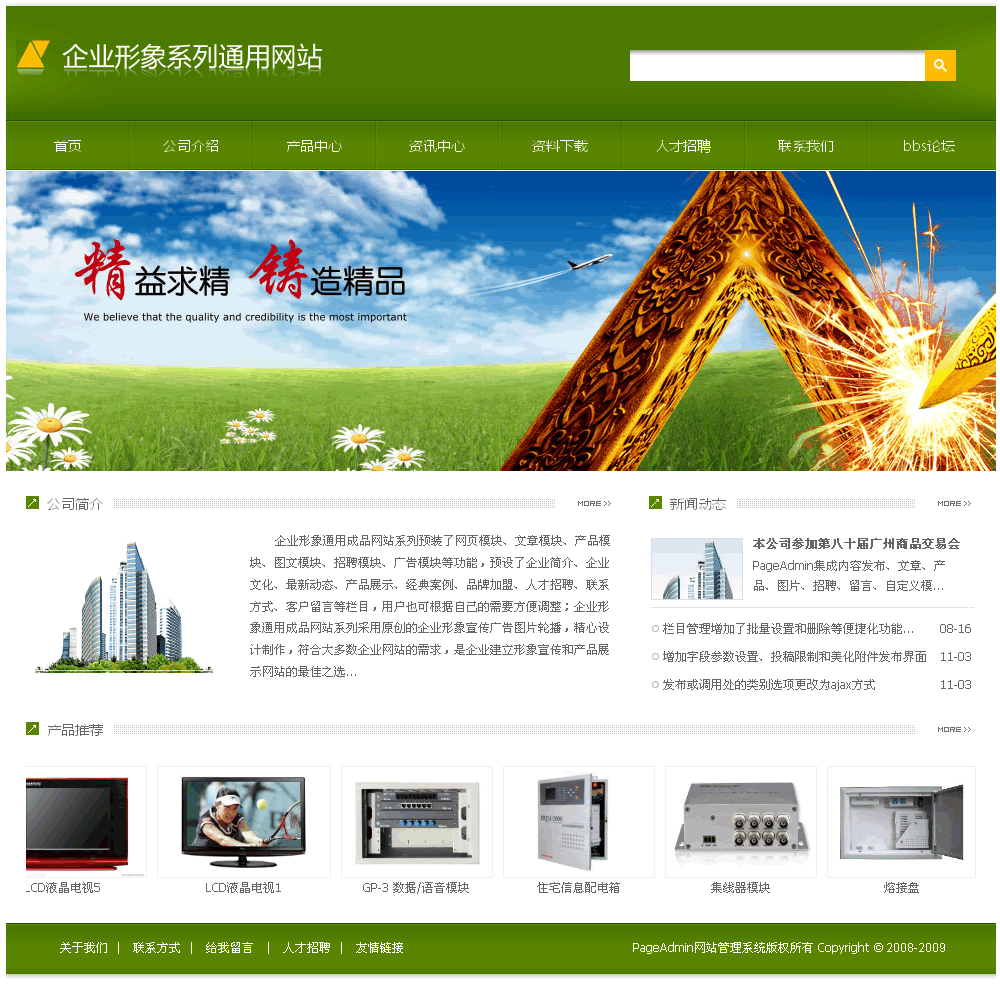 企业形象系列通用网站
首页 公司介绍 产品中心 资讯中心 资料下载 人才招聘 联系我们 bbs论坛
精益求精 铸造精品
We believe that the quality and credibility is the most important
公司简介 MORE >>
企业形象通用成品网站系列预装了网页模块、文章模块、产品模
块、图文模块、招聘模块、广告模块等功能，预设了企业简介、企业
文化、最新动态、产品展示、经典案例、品牌加盟、人才招聘、联系
方式、客户留言等栏目，用户也可根据自己的需要方便调整；企业形
象通用成品网站系列采用原创的企业形象宣传广告图片轮播，精心设
计制作，符合大多数企业网站的需求，是企业建立形象宣传和产品展
示网站的最佳之选...
新闻动态 MORE >>
本公司参加第八十届广州商品交易会
PageAdmin集成内容发布、文章、产
品、图片、招聘、留言、自定义模...
栏目管理增加了批量设置和删除等便捷化功能... 08-16
增加字段参数设置、投稿限制和美化附件发布界面 11-03
发布或调用处的类别选项更改为ajax方式 11-03
产品推荐 MORE >>
LCD液晶电视5 LCD液晶电视1 GP-3 数据/语音模块 住宅信息配电箱 集线器模块 熔接盘
关于我们 | 联系方式 | 给我留言 | 人才招聘 | 友情链接
PageAdmin网站管理系统版权所有 Copyright © 2008-2009